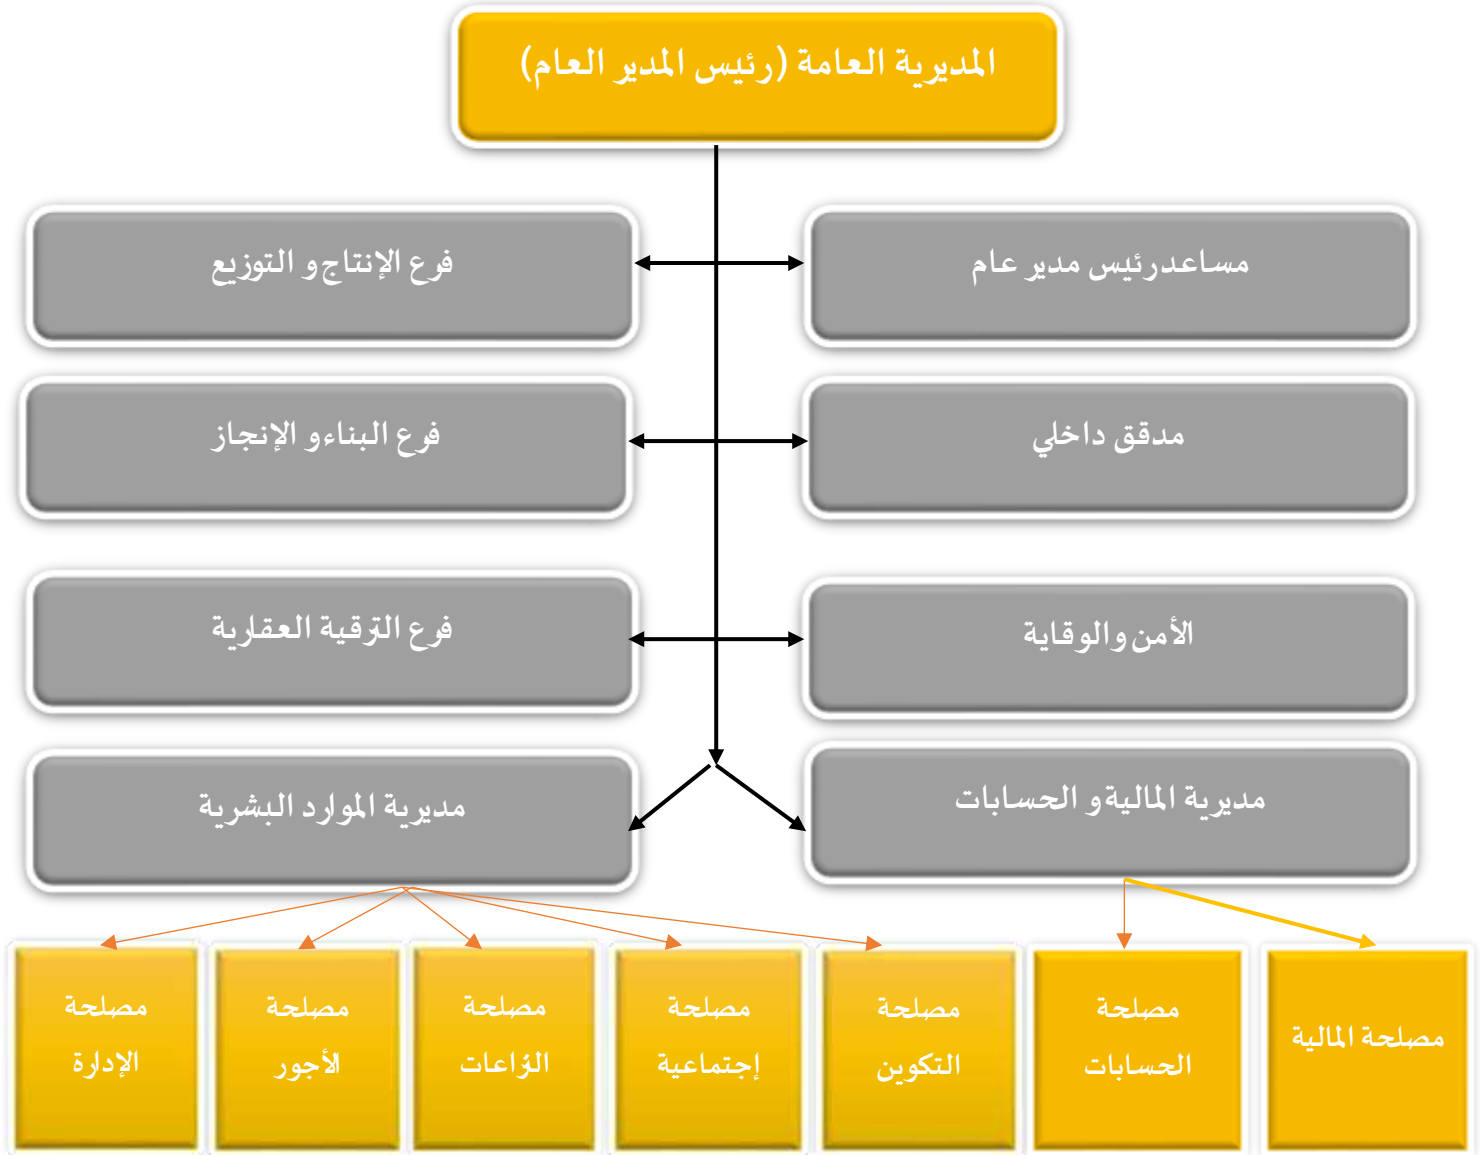 المديرية العامة (رئيس المدير العام)
مساعدرئيس مدير عام
فرع الإنتاج و التوزيع
مدقق داخلي
فرع البناء و الإنجاز
الأمن والوقاية
فرع الترقية العقارية
مديرية المالية و الحسابات
مديرية الموارد البشرية
مصلحة المالية
مصلحة
الحسابات
مصلحة
التكوين
مصلحة
إجتماعية
مصلحة
النزاعات
مصلحة
الأجور
مصلحة
الإدارة